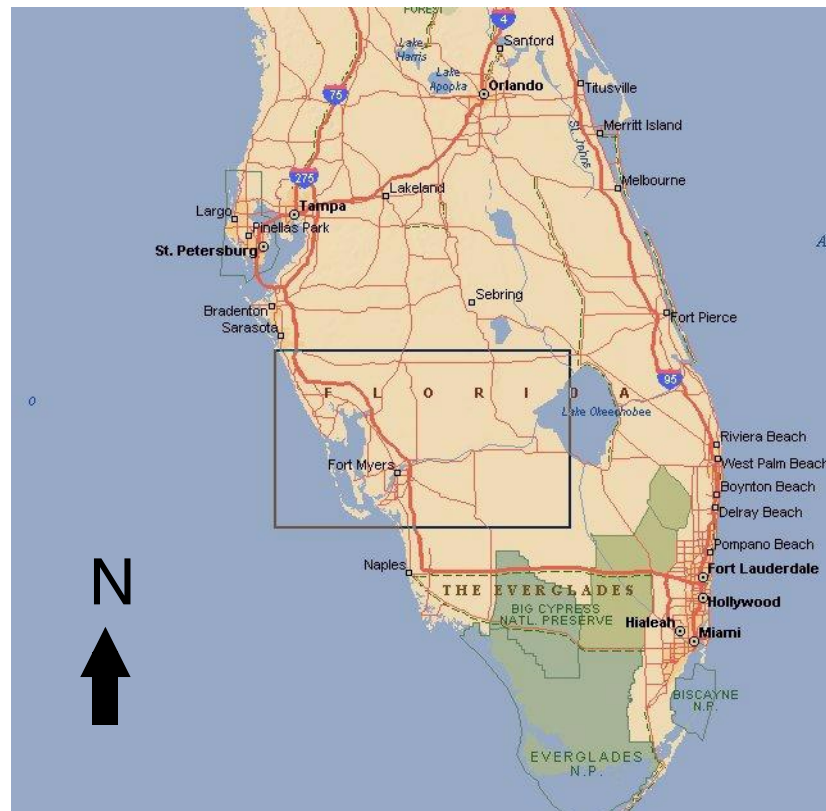 FOREST
4
Lake
Harris
Sanford
Lake
Apopka
Orlando
75
Titusville
St. Johns
Merritt Island
275
Lakeland
Melbourne
Largo
Tampa
Pinellas Park
St. Petersburg
A
Sebring
Bradenton
Fort Pierce
Sarasota
95
FLORIDA
o
Lake Okeechobee
Riviera Beach
Fort Myers
West Palm Beach
Boynton Beach
Delray Beach
Pompano Beach
Naples
Fort Lauderdale
N
THE EVERGLADES
Hollywood
BIG CYPRESS
NATL. PRESERVE
Hialeah
Miami
BISCAYNE
N.P.
EVERGLADES
N.P.